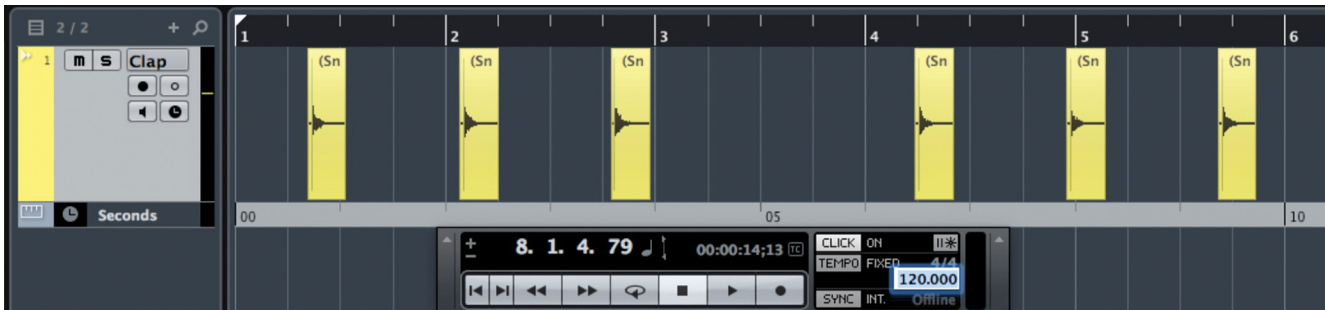 2 / 2
1 2 3 4 5 6
1 m s Clap
(Sn (Sn (Sn (Sn (Sn (Sn
Seconds
00 05 10
8. 1. 4. 79 00:00:14;13 TC
CLICK ON
TEMPO FIXED 4/4
120.000
SYNC INT. Offline